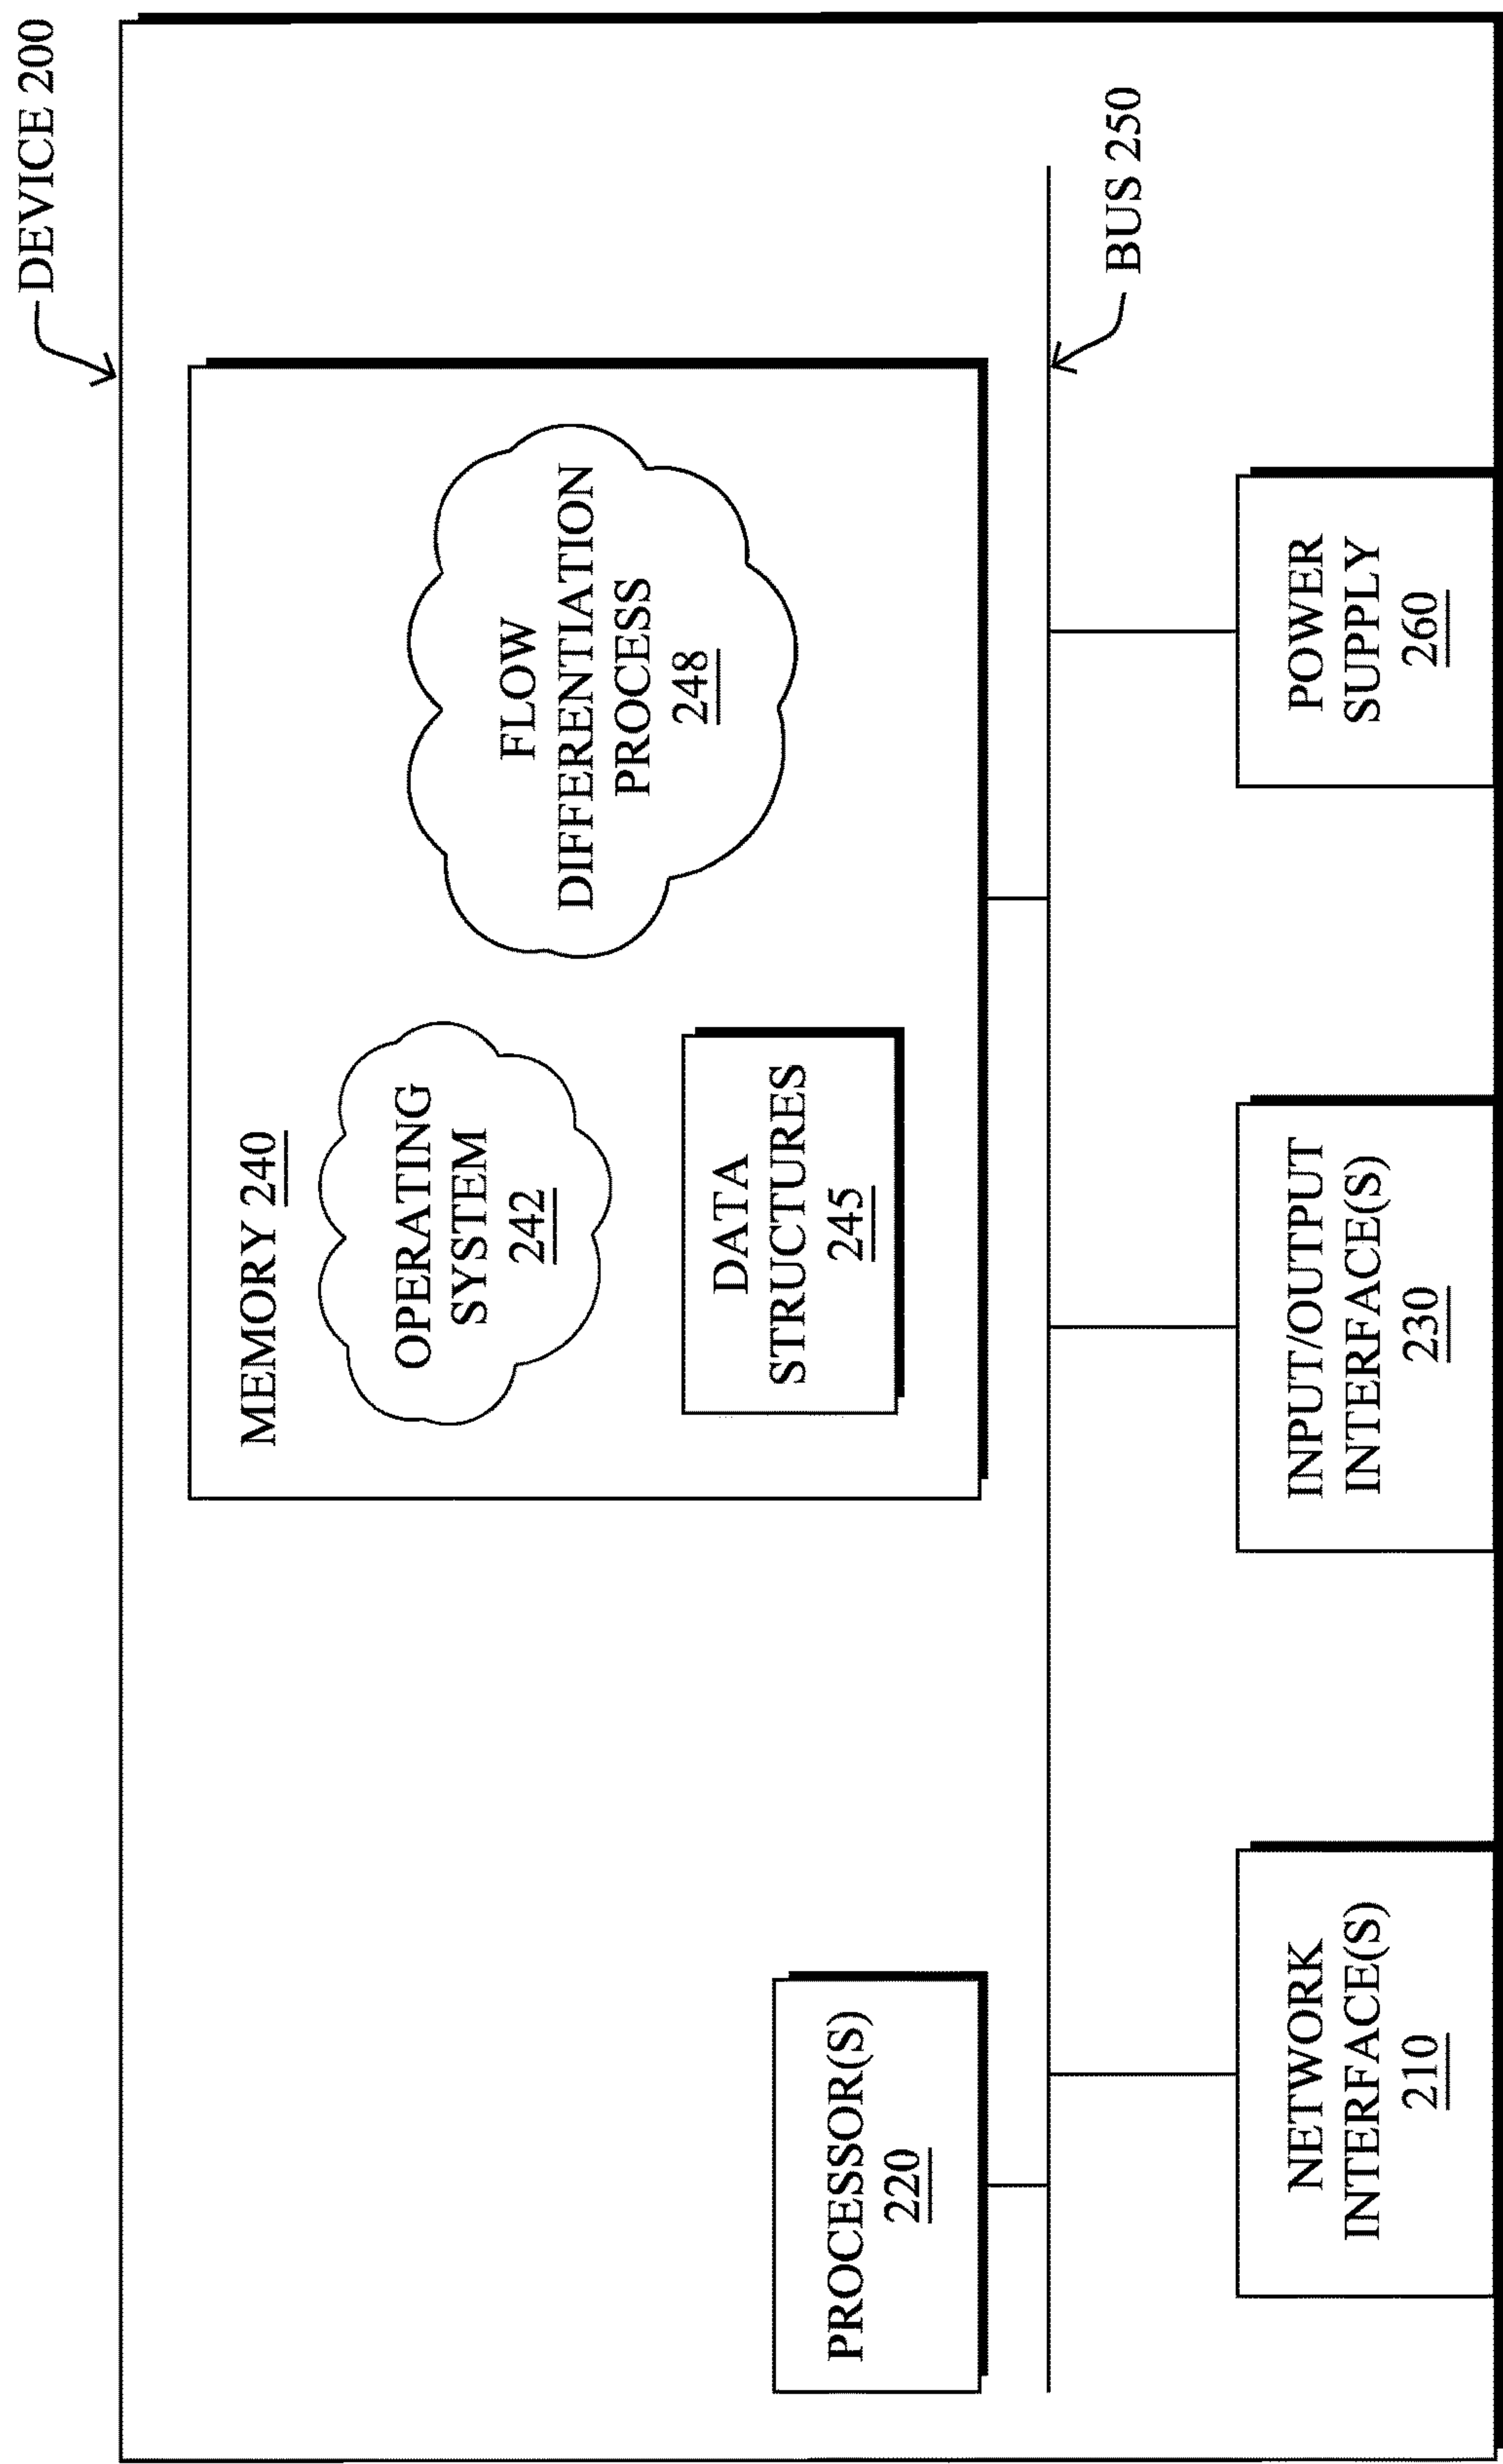 DEVICE 200
MEMORY 240
OPERATING
SYSTEM
242
DATA
STRUCTURES
245
FLOW
DIFFERENTIATION
PROCESS
248
PROCESSOR(S)
220
BUS 250
NETWORK
INTERFACE(S)
210
INPUT/OUTPUT
INTERFACE(S)
230
POWER
SUPPLY
260